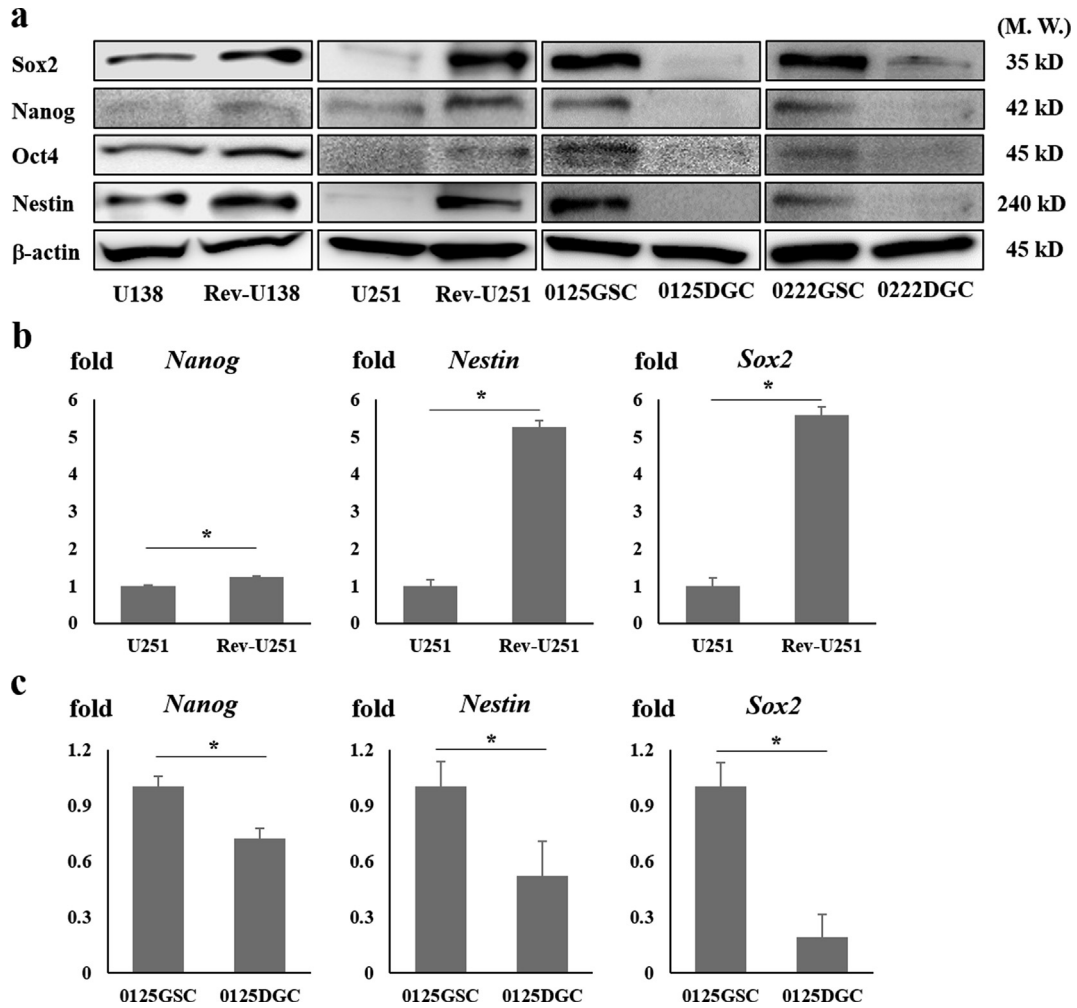 a
(M. W.)
Sox2 35 kD
Nanog 42 kD
Oct4 45 kD
Nestin 240 kD
β-actin 45 kD
U138 Rev-U138 U251 Rev-U251 0125GSC 0125DGC 0222GSC 0222DGC
b
fold Nanog fold Nestin fold Sox2
* * *
6 6 6
5 5 5
4 4 4
3 3 3
2 2 2
*
1 1 1
0 0 0
U251 Rev-U251 U251 Rev-U251 U251 Rev-U251
c
fold Nanog fold Nestin fold Sox2
* * *
1.2 1.2 1.2
0.9 0.9 0.9
0.6 0.6 0.6
0.3 0.3 0.3
0 0 0
0125GSC 0125DGC 0125GSC 0125DGC 0125GSC 0125DGC